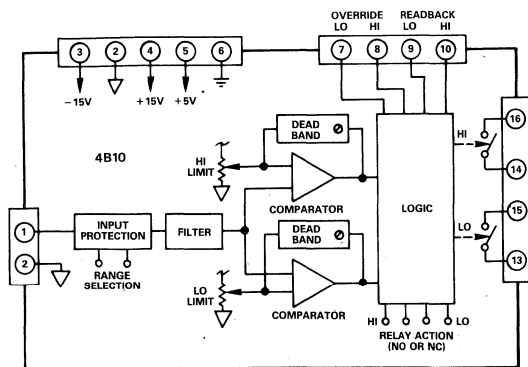 OVERRIDE READBACK
LO HI LO HI
3 2 4 5 6 7 8 9 10
-15V +15V +5V
4B10
DEAD
BAND
HI
LIMIT
COMPARATOR
16
HI
14
1
INPUT
PROTECTION
FILTER
LOGIC
2
RANGE
SELECTION
DEAD
BAND
15
LO
13
LO
LIMIT
COMPARATOR
HI LO
RELAY ACTION
(NO OR NC)